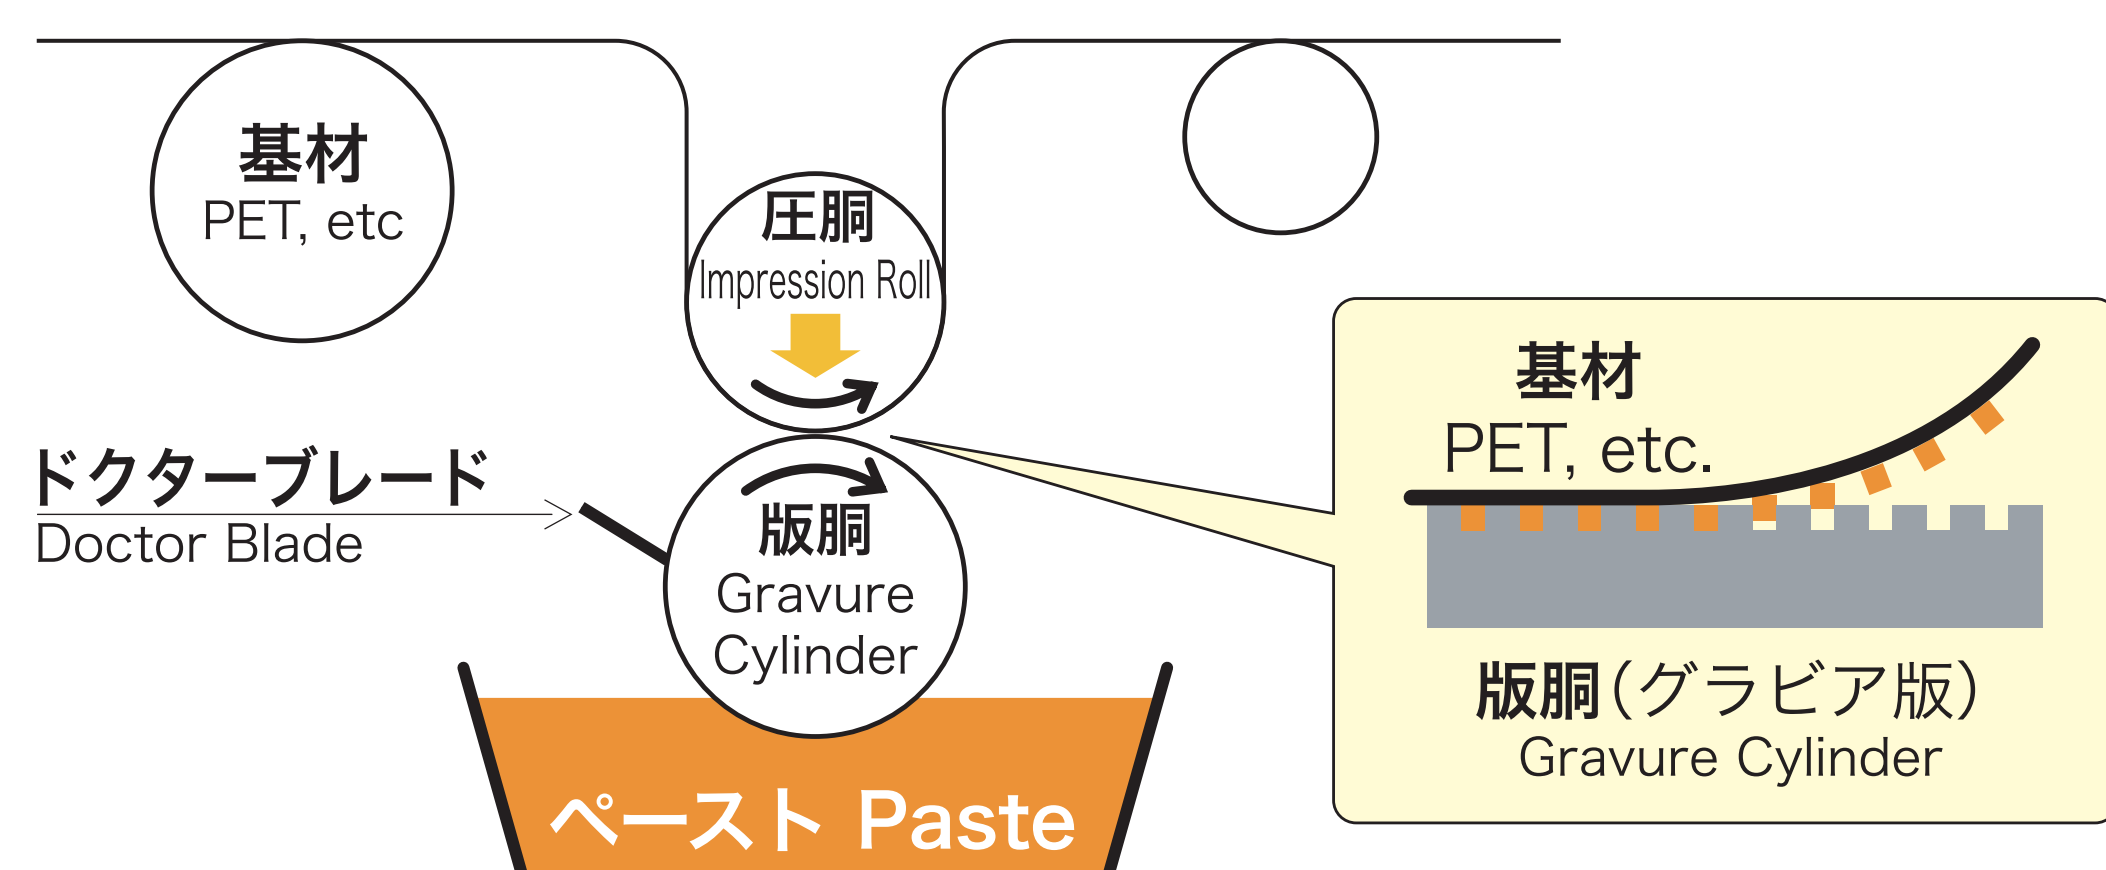 基材
PET, etc
圧胴
Impression Roll
ドクターブレード
Doctor Blade
版胴
Gravure
Cylinder
ペースト Paste
基材
PET, etc.
版胴(グラビア版)
Gravure Cylinder